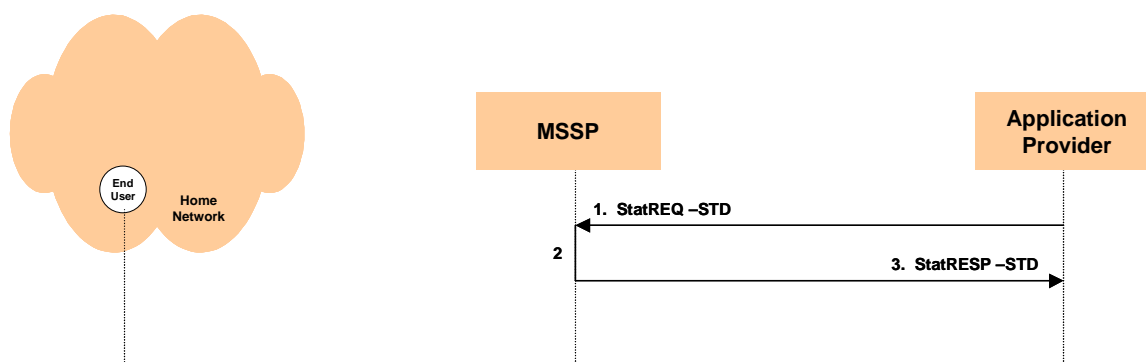 MSSP
Application
Provider
End
User
Home
Network
1. StatREQ –STD
2
3. StatRESP –STD